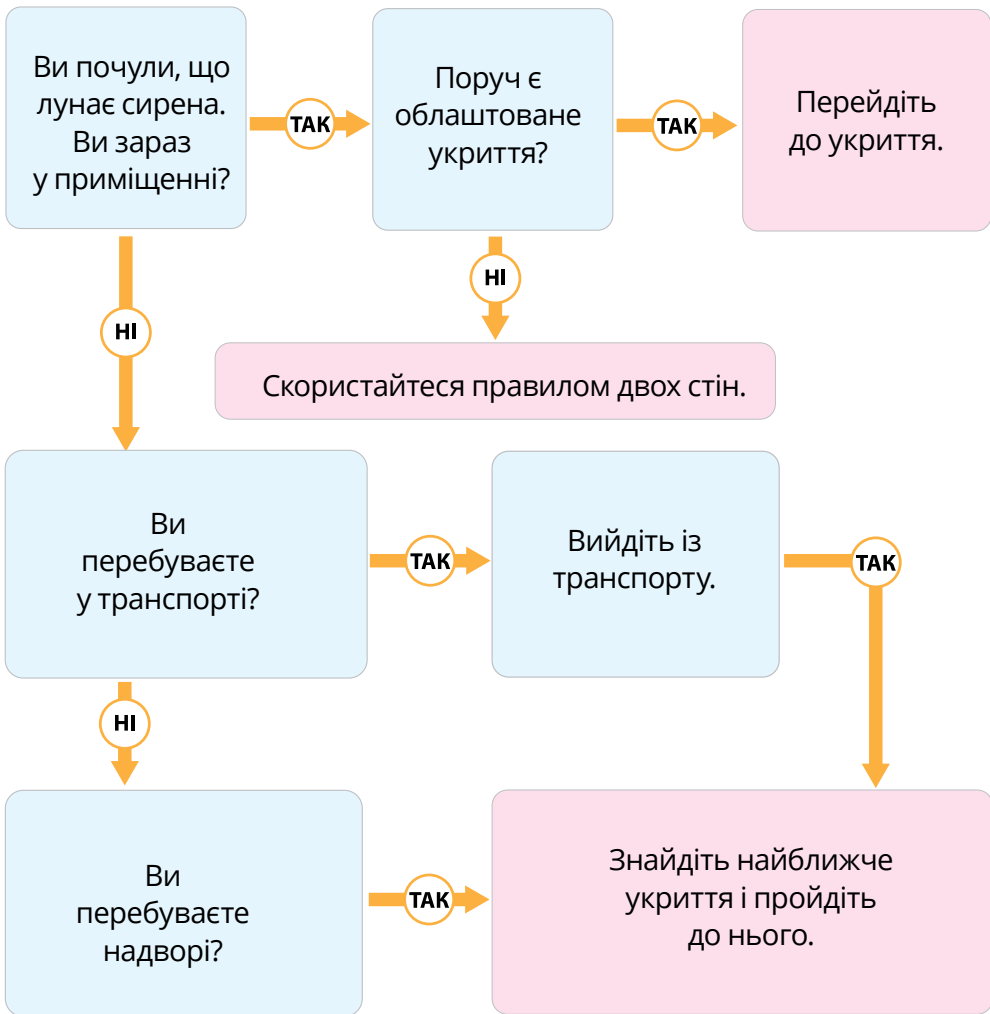 Ви почули, що
лунає сирена.
Ви зараз
у приміщенні?
ТАК
Поруч є
облаштоване
укриття?
ТАК
Перейдіть
до укриття.
НІ
НІ
Скористайтеся правилом двох стін.
Ви
перебуваєте
у транспорті?
ТАК
Вийдіть із
транспорту.
ТАК
НІ
Ви
перебуваєте
надворі?
ТАК
Знайдіть найближче
укриття і пройдіть
до нього.